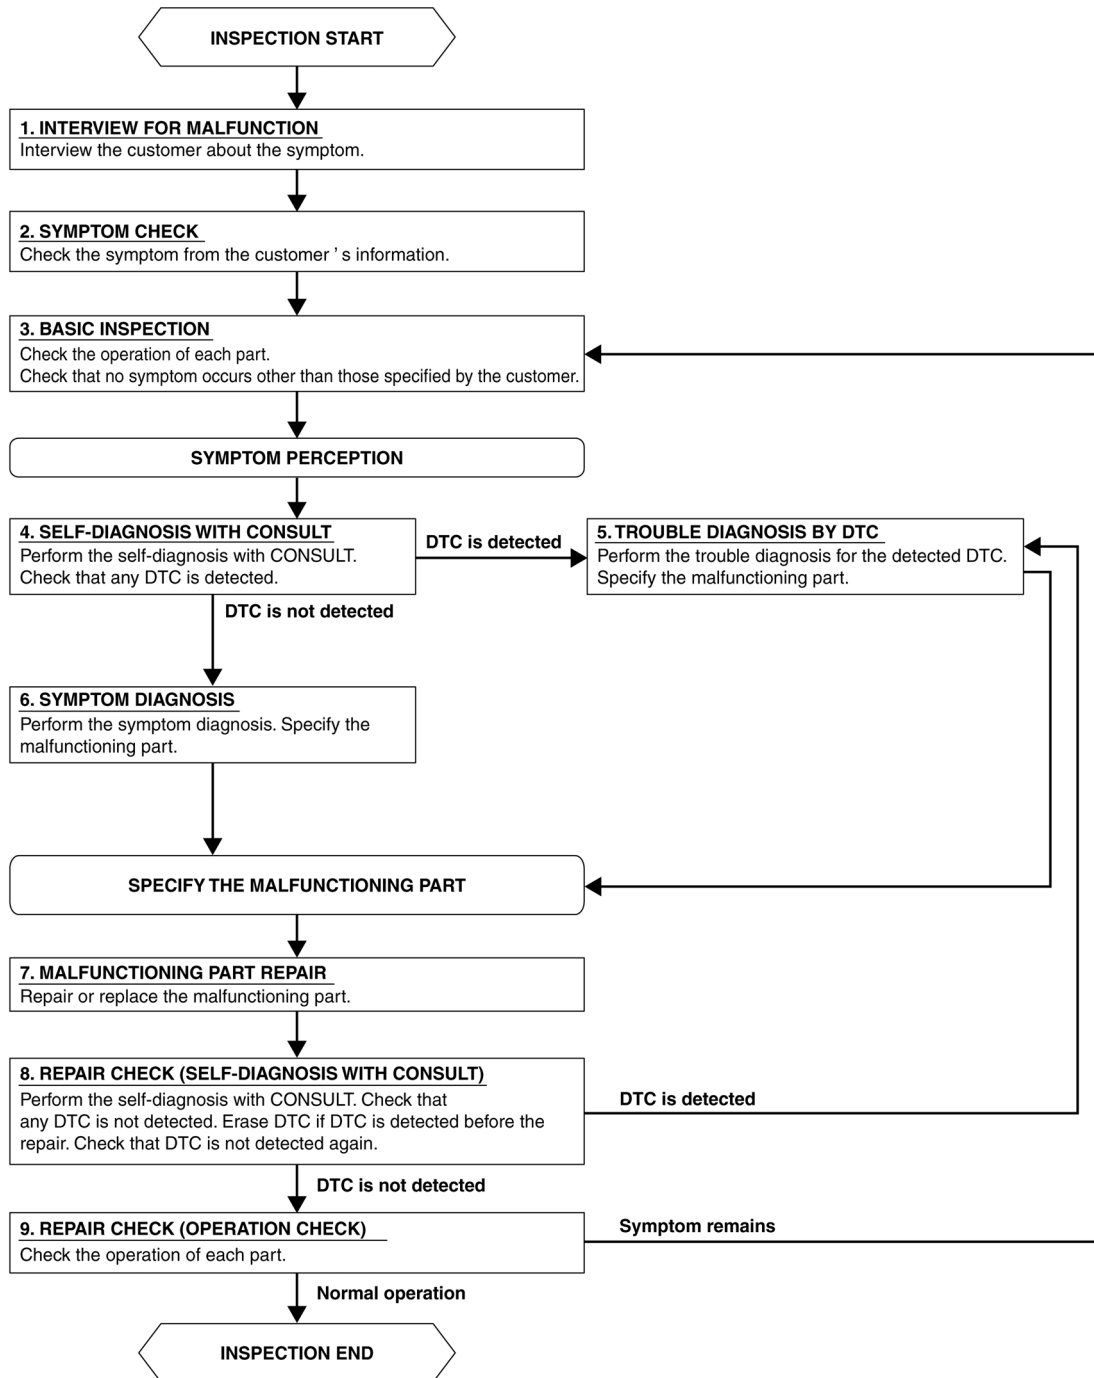 INSPECTION START
1. INTERVIEW FOR MALFUNCTION
Interview the customer about the symptom.
2. SYMPTOM CHECK
Check the symptom from the customer ’ s information.
3. BASIC INSPECTION
Check the operation of each part.
Check that no symptom occurs other than those specified by the customer.
SYMPTOM PERCEPTION
4. SELF-DIAGNOSIS WITH CONSULT
Perform the self-diagnosis with CONSULT.
Check that any DTC is detected.
DTC is detected
5. TROUBLE DIAGNOSIS BY DTC
Perform the trouble diagnosis for the detected DTC.
Specify the malfunctioning part.
DTC is not detected
6. SYMPTOM DIAGNOSIS
Perform the symptom diagnosis. Specify the
malfunctioning part.
SPECIFY THE MALFUNCTIONING PART
7. MALFUNCTIONING PART REPAIR
Repair or replace the malfunctioning part.
8. REPAIR CHECK (SELF-DIAGNOSIS WITH CONSULT)
Perform the self-diagnosis with CONSULT. Check that
any DTC is not detected. Erase DTC if DTC is detected before the
repair. Check that DTC is not detected again.
DTC is detected
DTC is not detected
9. REPAIR CHECK (OPERATION CHECK)
Check the operation of each part.
Symptom remains
Normal operation
INSPECTION END